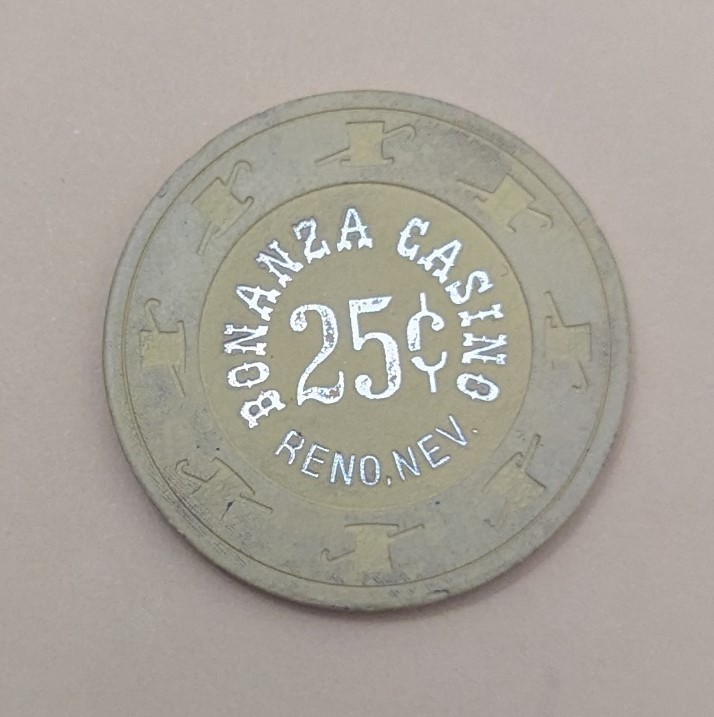 BONANZA CASINO
25¢
RENO, NEV.